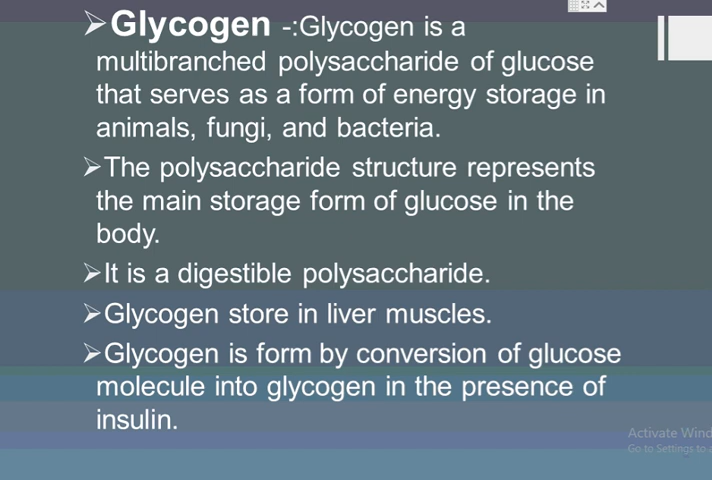 ➢Glycogen -:Glycogen is a
multibranched polysaccharide of glucose
that serves as a form of energy storage in
animals, fungi, and bacteria.
➢The polysaccharide structure represents
the main storage form of glucose in the
body.
➢It is a digestible polysaccharide.
➢Glycogen store in liver muscles.
➢Glycogen is form by conversion of glucose
molecule into glycogen in the presence of
insulin.
Activate Wind
Go to Settings to a